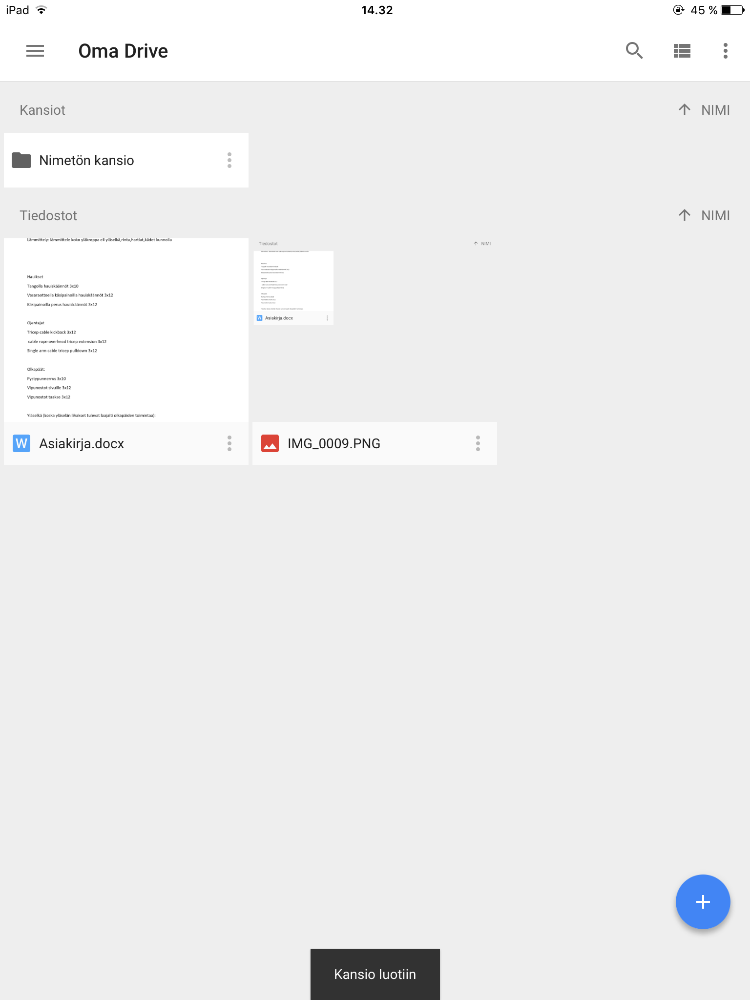 iPad 14.32 45 %
Oma Drive
Kansiot NIMI
Nimetön kansio
Tiedostot NIMI
Lämmittely: lämmittele koko yläkroppa eli yläselkä,rinta,hartiat,kädet kunnolla
Hauikset
Tangolla hauiskäännöt 3x10
Vasaraotteella käsipainoilla hauiskäännöt 3x12
Käsipainoilla perus hauiskäännöt 3x12
Ojentajat
Tricep cable kickback 3x12
cable rope overhead tricep extension 3x12
Single arm cable tricep pulldown 3x12
Olkapäät:
Pystypunnerrus 3x10
Vipunostot sivuille 3x12
Vipunostot taakse 3x12
Yläselkä (koska yläselän lihakset tulevat laajalti olkapäiden toimintaa):
W Asiakirja.docx
Tiedostot NIMI
W Asiakirja.docx
IMG_0009.PNG
Kansio luotiin